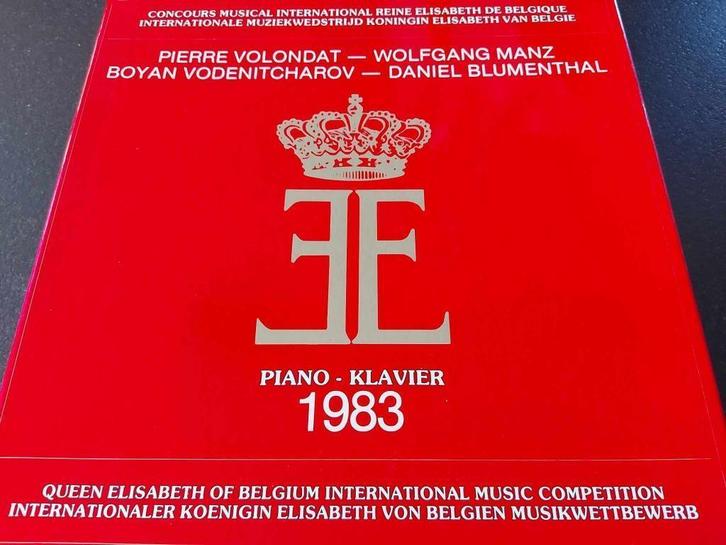 CONCOURS MUSICAL INTERNATIONAL REINE ELISABETH DE BELGIQUE
INTERNATIONALE MUZIEKWEDSTRIJD KONINGIN ELISABETH VAN BELGIE
PIERRE VOLONDAT — WOLFGANG MANZ
BOYAN VODENITCHAROV — DANIEL BLUMENTHAL
PIANO - KLAVIER
1983
QUEEN ELISABETH OF BELGIUM INTERNATIONAL MUSIC COMPETITION
INTERNATIONALER KOENIGIN ELISABETH VON BELGIEN MUSIKWETTBEWERB